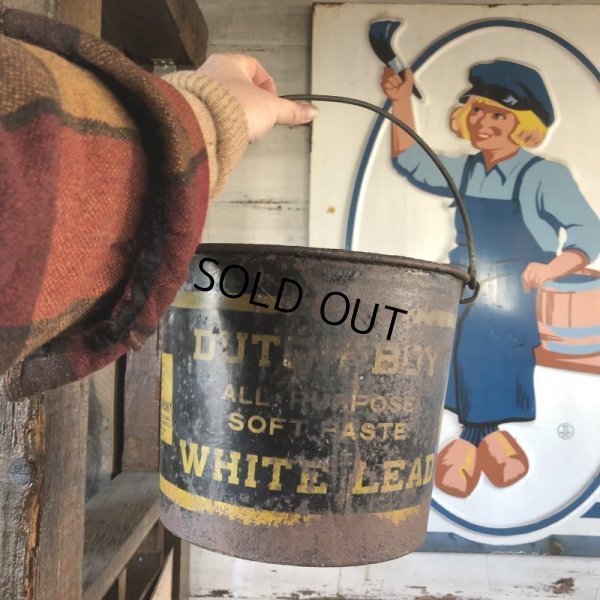 SOLD OUT
DUTCH BOY
ALL PURPOSE
SOFT PASTE
WHITE LEAD